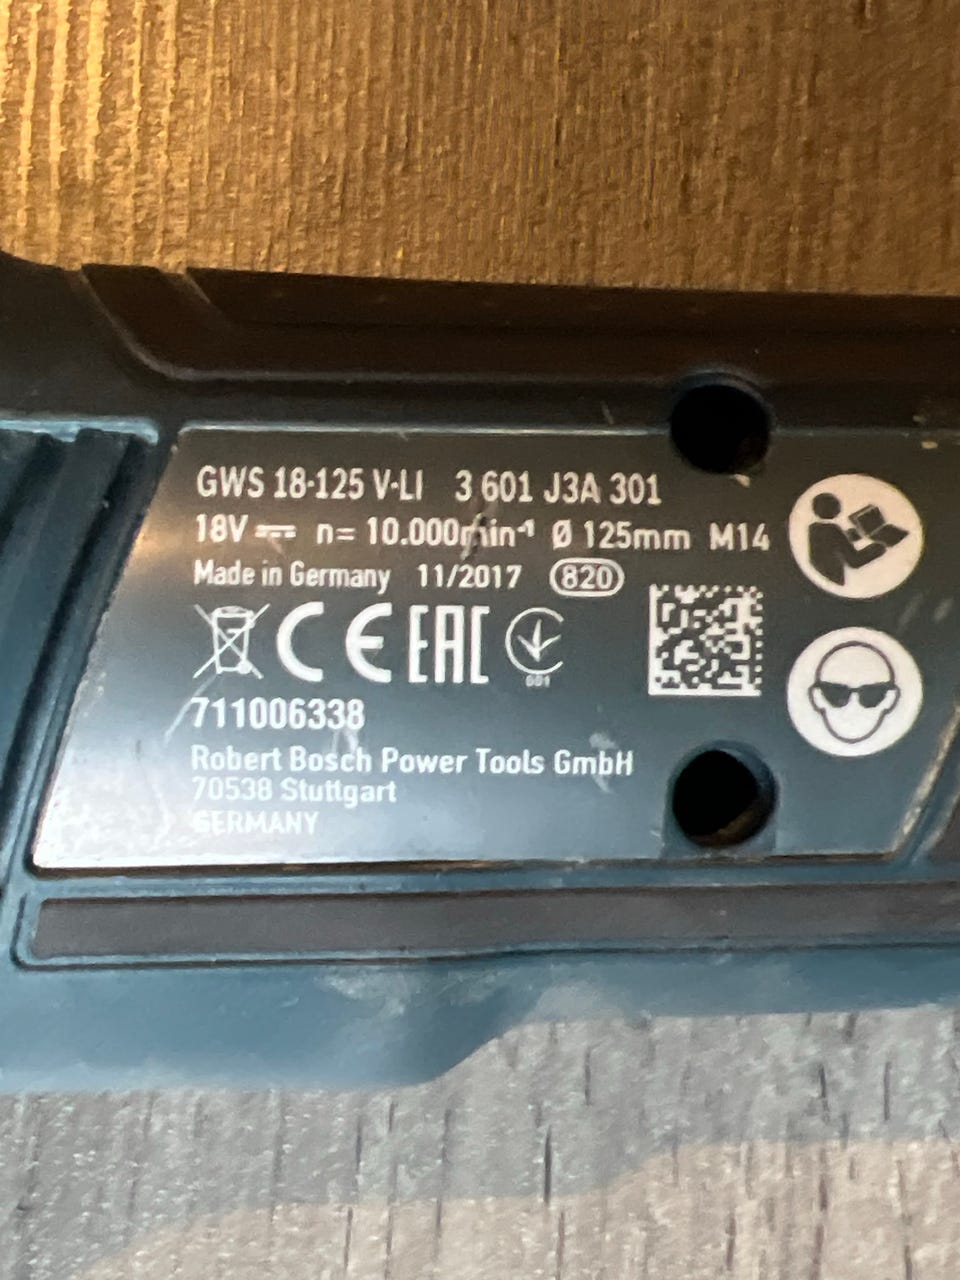 GWS 18-125 V-LI 3 601 J3A 301
18V n= 10.000min⁻¹ Ø 125mm M14
Made in Germany 11/2017 820
CE EAC
001
711006338
Robert Bosch Power Tools GmbH
70538 Stuttgart
GERMANY